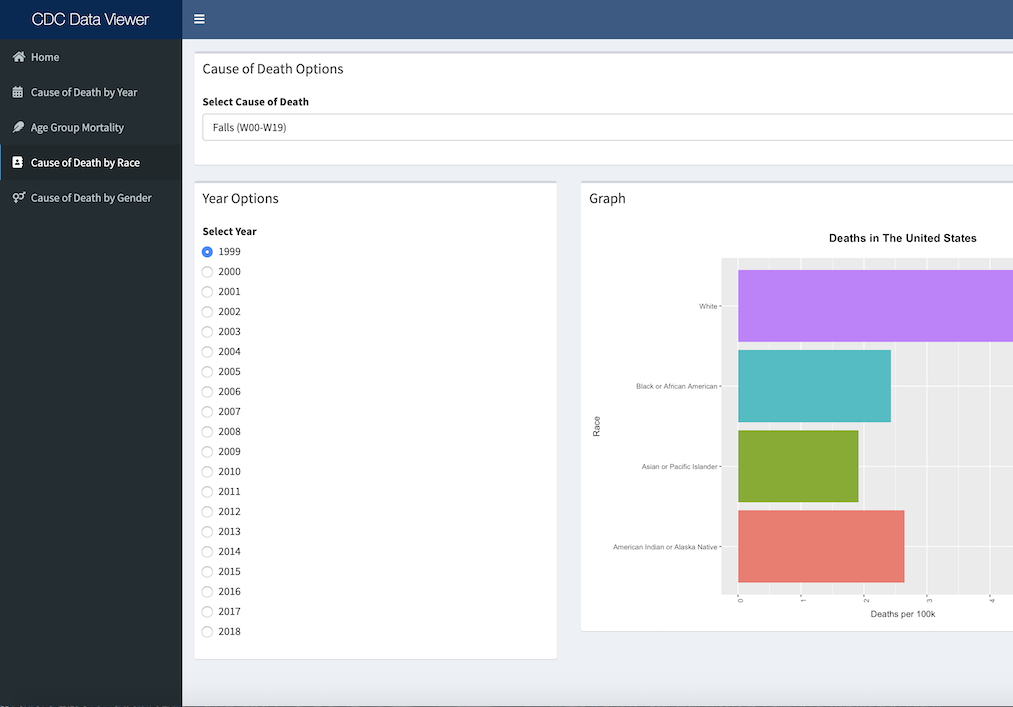 CDC Data Viewer
Home
Cause of Death by Year
Age Group Mortality
Cause of Death by Race
Cause of Death by Gender
Cause of Death Options
Select Cause of Death
Falls (W00-W19)
Year Options
Select Year
1999
2000
2001
2002
2003
2004
2005
2006
2007
2008
2009
2010
2011
2012
2013
2014
2015
2016
2017
2018
Graph
Deaths in The United States
White
Black or African American
Asian or Pacific Islander
American Indian or Alaska Native
Race
0 1 2 3 4
Deaths per 100k